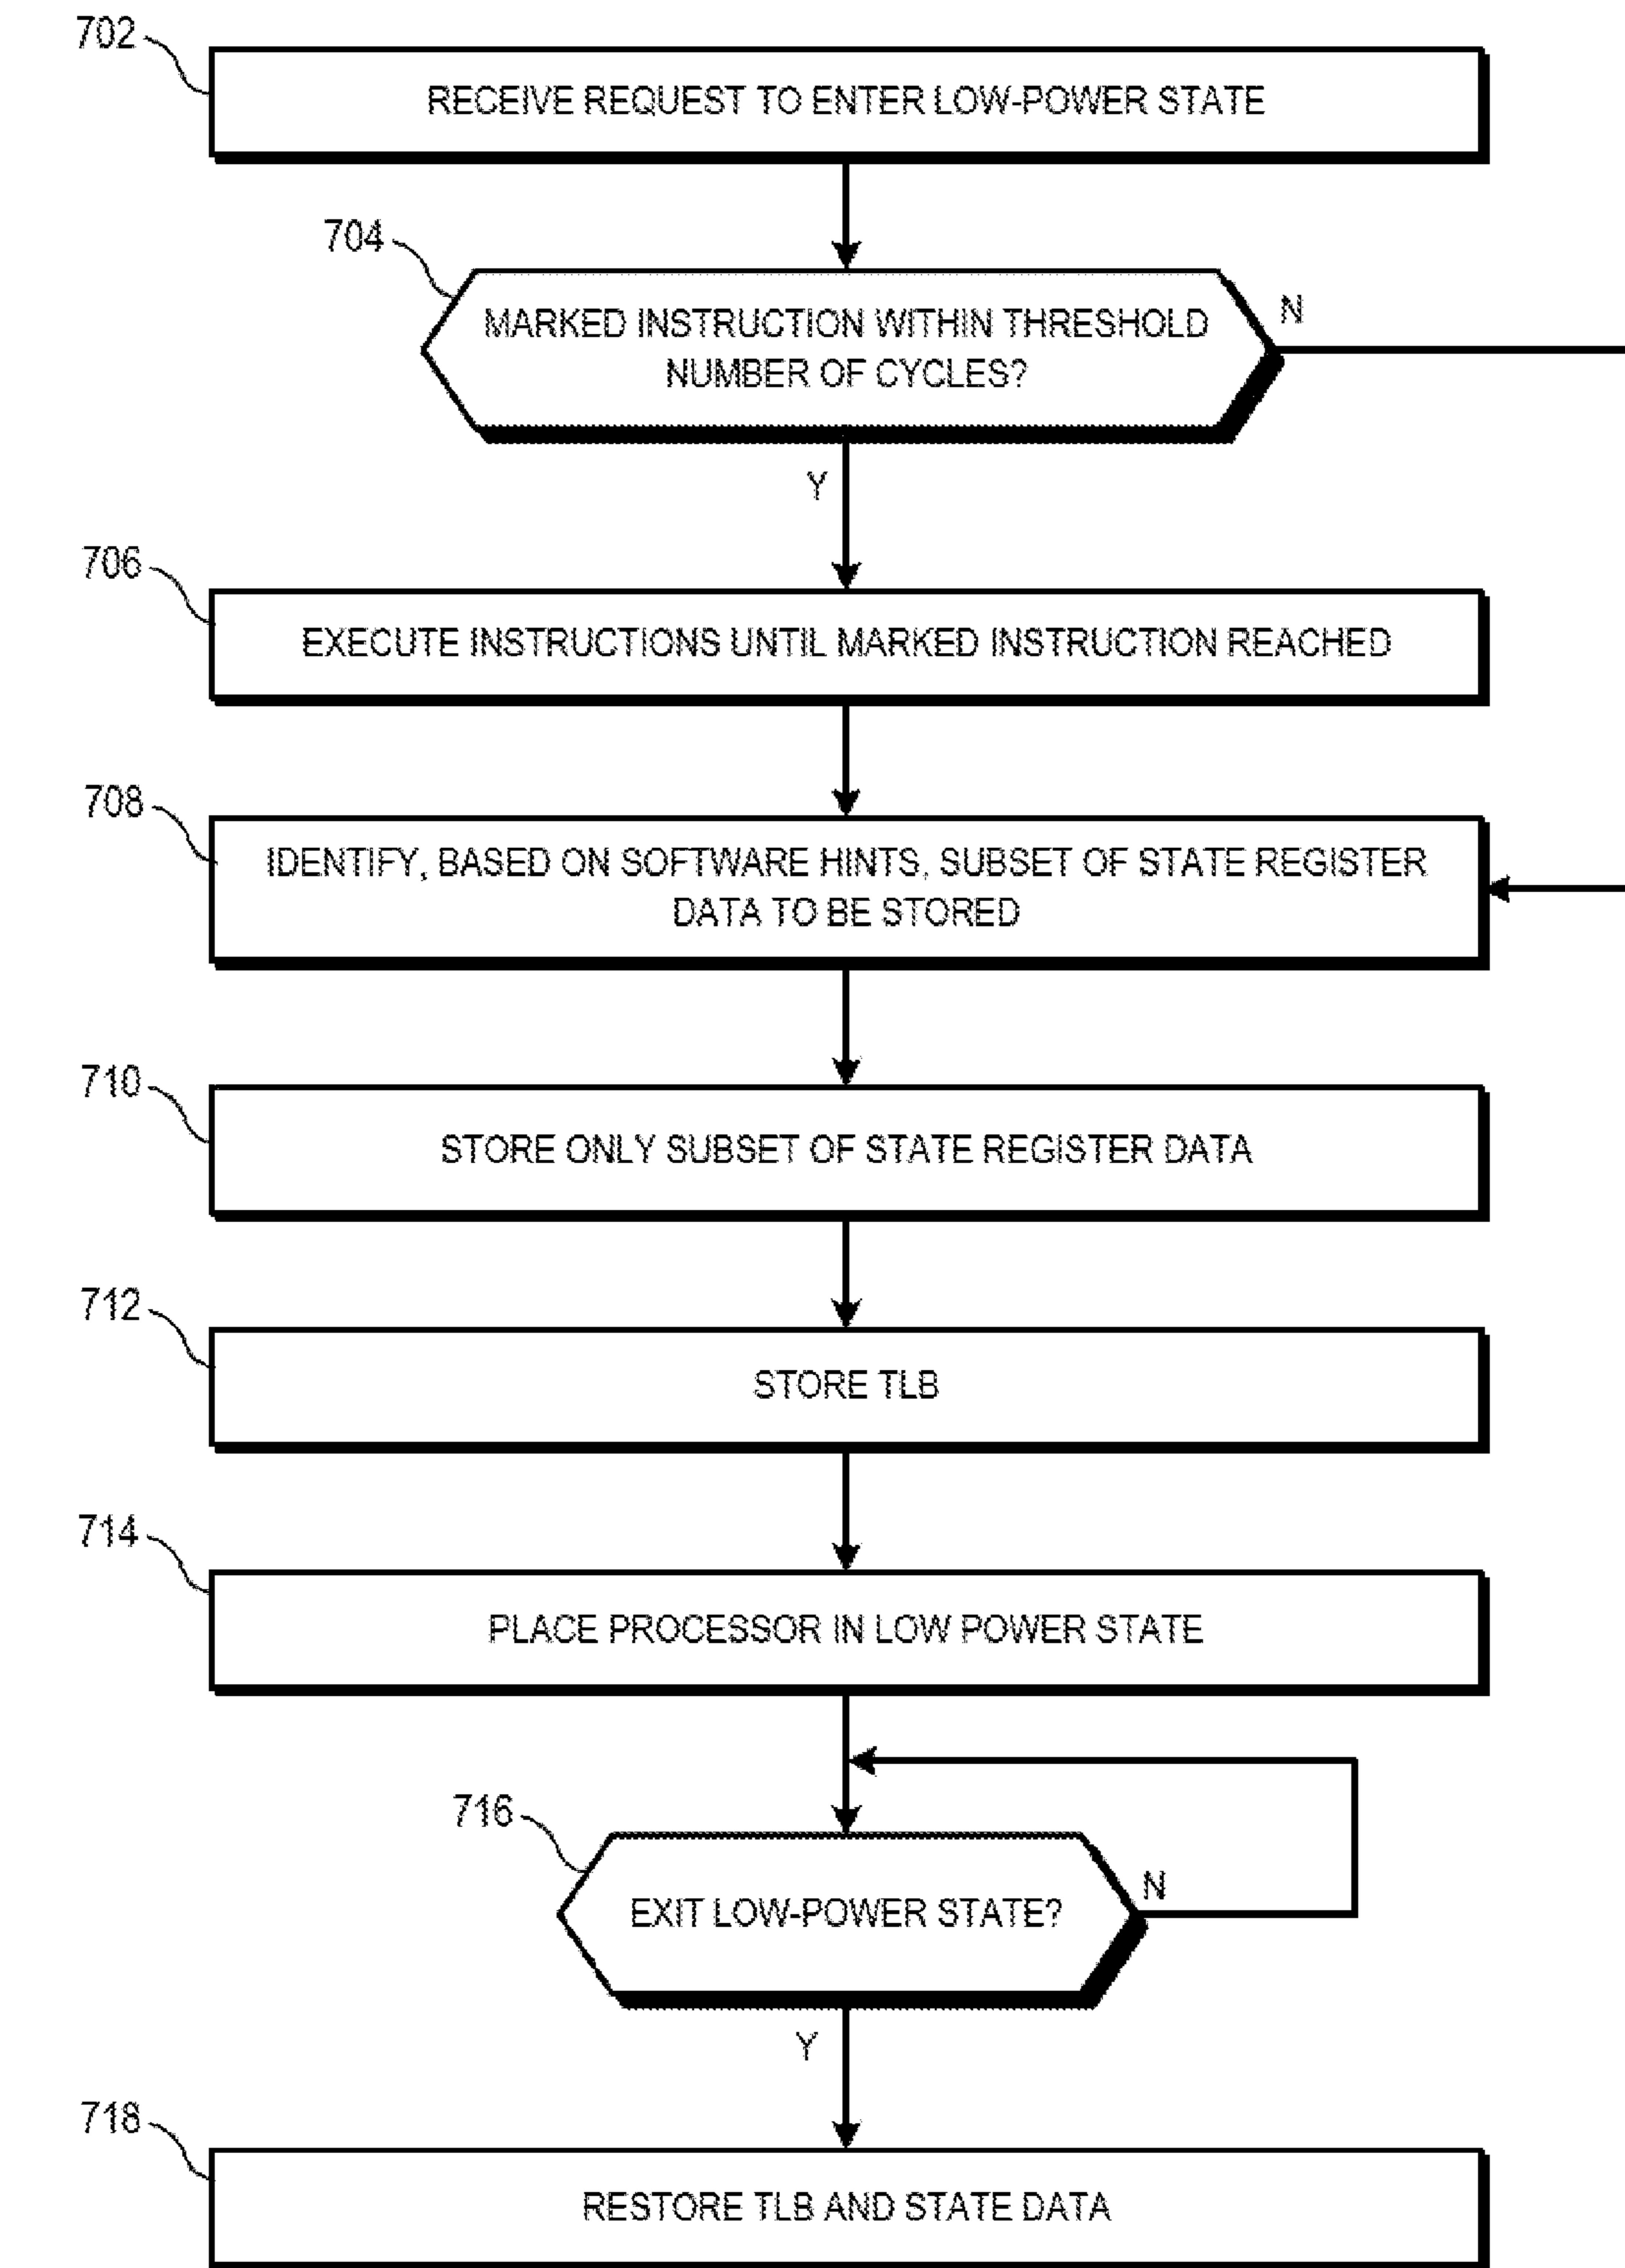 702
RECEIVE REQUEST TO ENTER LOW-POWER STATE
704
MARKED INSTRUCTION WITHIN THRESHOLD
NUMBER OF CYCLES?
N
Y
706
EXECUTE INSTRUCTIONS UNTIL MARKED INSTRUCTION REACHED
708
IDENTIFY, BASED ON SOFTWARE HINTS, SUBSET OF STATE REGISTER
DATA TO BE STORED
710
STORE ONLY SUBSET OF STATE REGISTER DATA
712
STORE TLB
714
PLACE PROCESSOR IN LOW POWER STATE
716
EXIT LOW-POWER STATE?
N
Y
718
RESTORE TLB AND STATE DATA